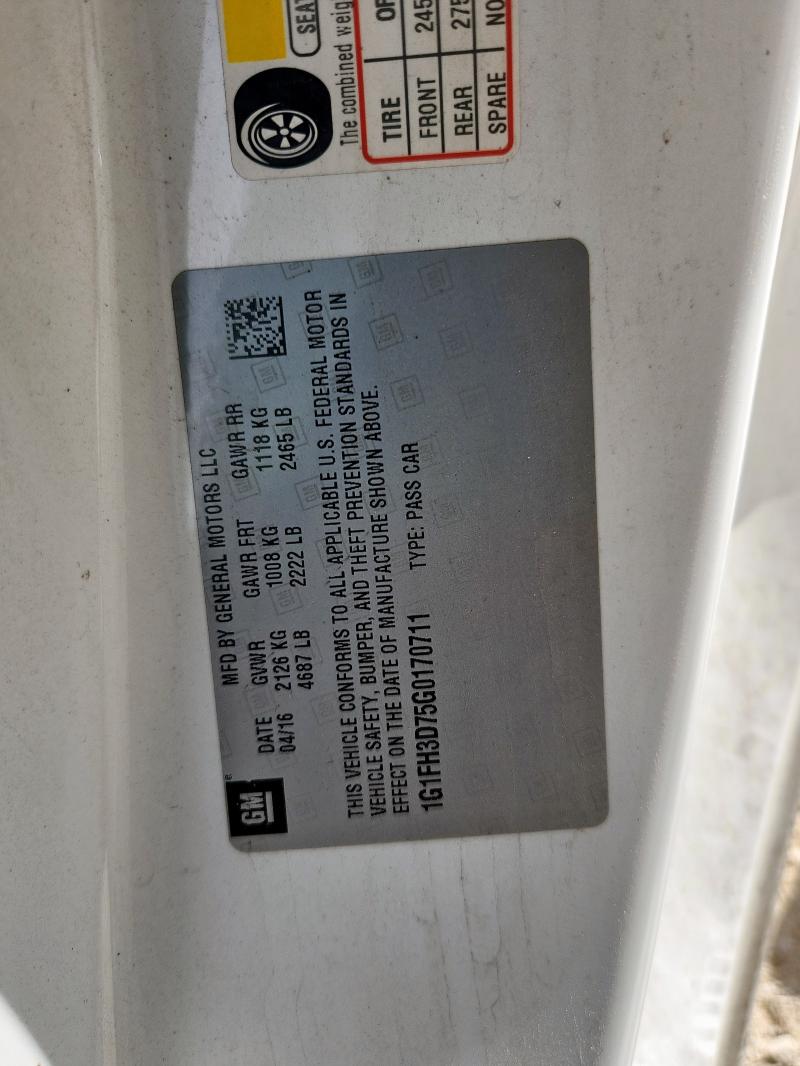 SEAT
The combined
TIRE
FRONT 245
REAR 275
SPARE
GM
MFD BY GENERAL MOTORS LLC
DATE GVWR GAWR FRT GAWR RR
04/16 2126 KG 1008 KG 1118 KG
4687 LB 2222 LB 2465 LB
THIS VEHICLE CONFORMS TO ALL APPLICABLE U.S. FEDERAL MOTOR
VEHICLE SAFETY, BUMPER, AND THEFT PREVENTION STANDARDS IN
EFFECT ON THE DATE OF MANUFACTURE SHOWN ABOVE.
1G1FH3D75G0170711 TYPE: PASS CAR